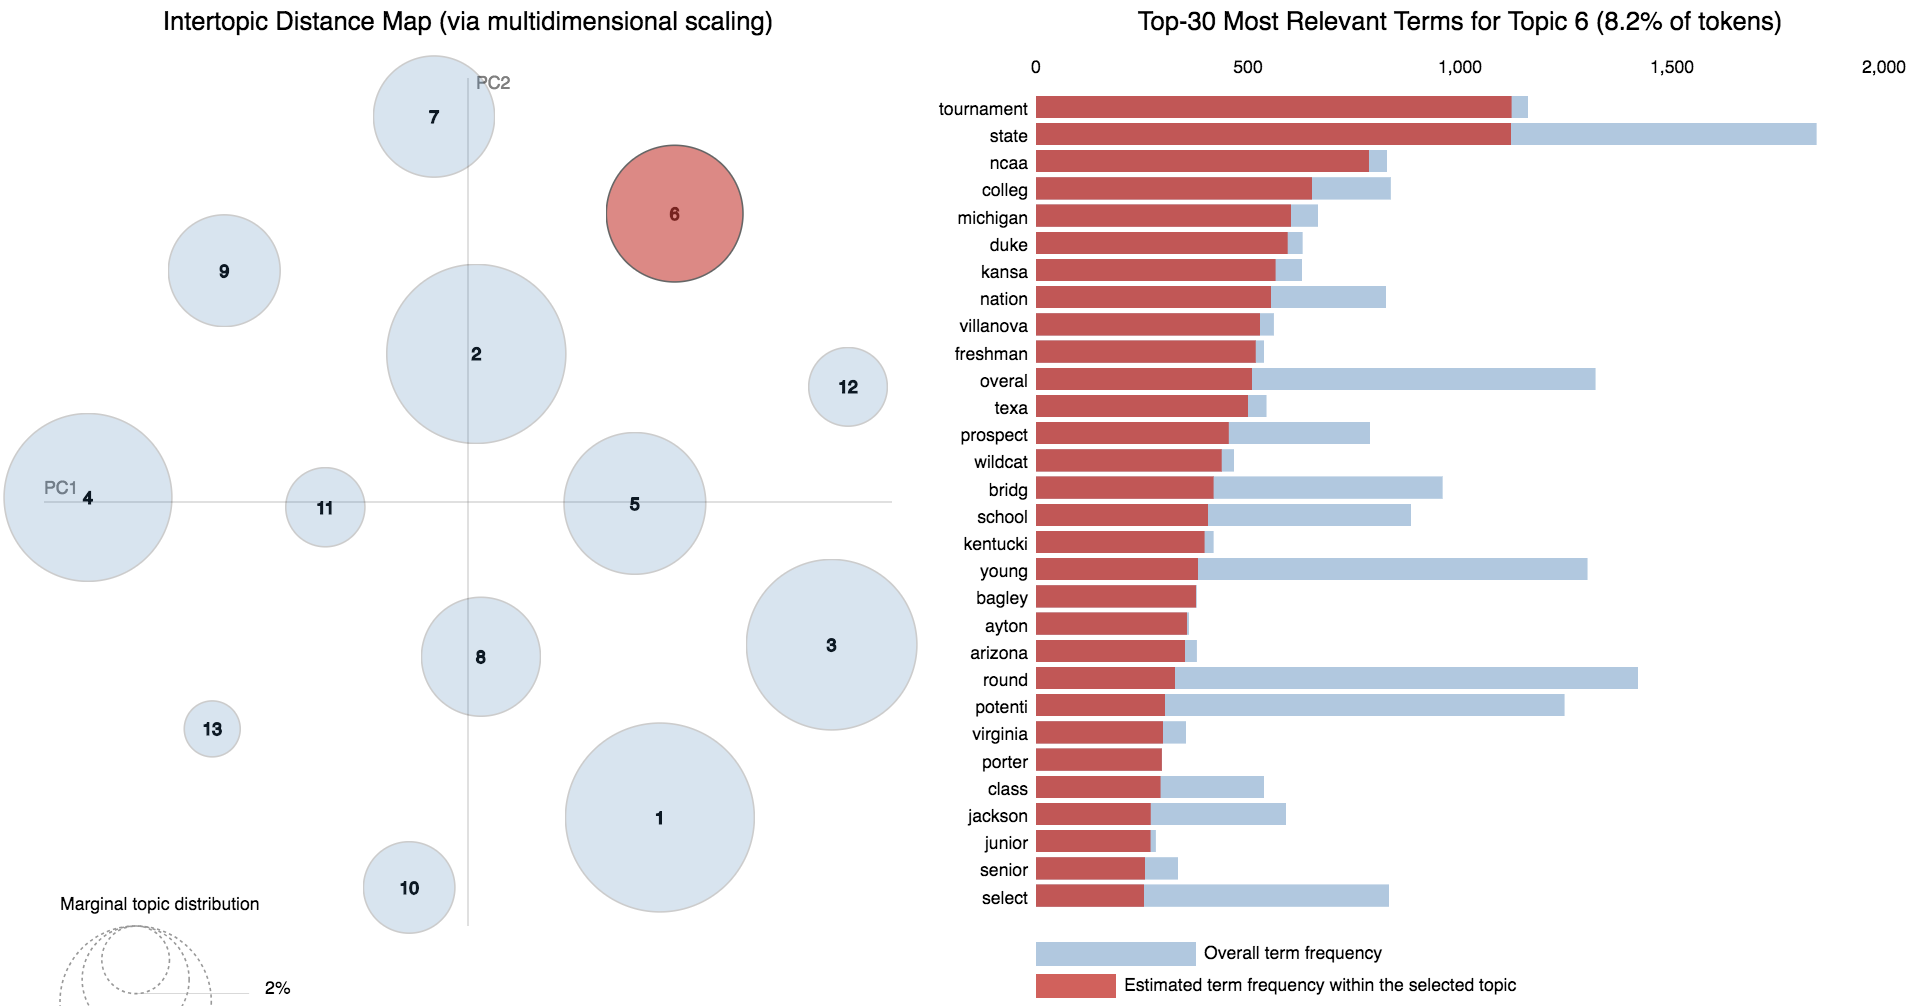 Intertopic Distance Map (via multidimensional scaling)
PC2
7
6
9
2
12
PC1
4
11
5
3
8
13
1
10
Marginal topic distribution
2%
Top-30 Most Relevant Terms for Topic 6 (8.2% of tokens)
0 500 1,000 1,500 2,000
tournament
state
ncaa
colleg
michigan
duke
kansa
nation
villanova
freshman
overal
texa
prospect
wildcat
bridg
school
kentucki
young
bagley
ayton
arizona
round
potenti
virginia
porter
class
jackson
junior
senior
select
Overall term frequency
Estimated term frequency within the selected topic